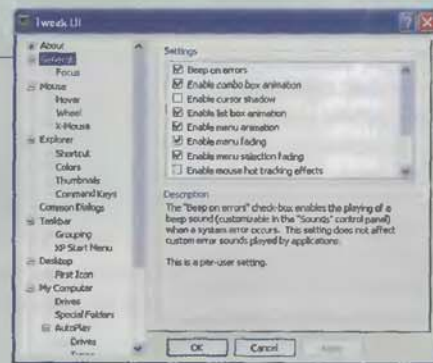 Tweak UI
About
General
Focus
Mouse
Hover
Wheel
X-Mouse
Explorer
Shortcut
Colors
Thumbnails
Command Keys
Common Dialogs
Taskbar
Grouping
XP Start Menu
Desktop
First Icon
My Computer
Drives
Special Folders
AutoPlay
Drives
Settings
Beep on errors
Enable combo box animation
Enable cursor shadow
Enable list box animation
Enable menu animation
Enable menu fading
Enable menu selection fading
Enable mouse hot tracking effects
Description
The "Beep on errors" check-box enables the playing of a
beep sound (customizable in the "Sounds" control panel)
when a system error occurs. This setting does not affect
custom error sounds played by applications.
This is a per-user setting.
OK
Cancel
Apply